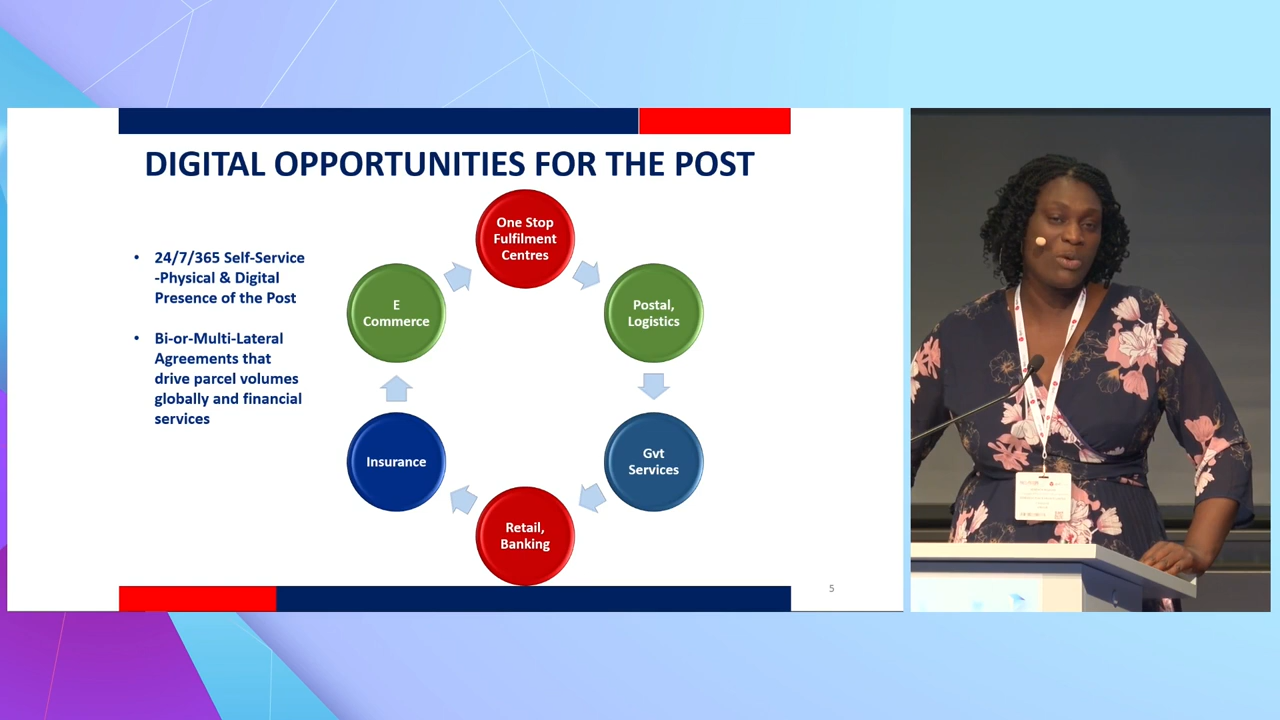 DIGITAL OPPORTUNITIES FOR THE POST
• 24/7/365 Self-Service
-Physical & Digital
Presence of the Post
• Bi-or-Multi-Lateral
Agreements that
drive parcel volumes
globally and financial
services
One Stop
Fulfilment
Centres
Postal,
Logistics
Gvt
Services
Retail,
Banking
Insurance
E
Commerce
5